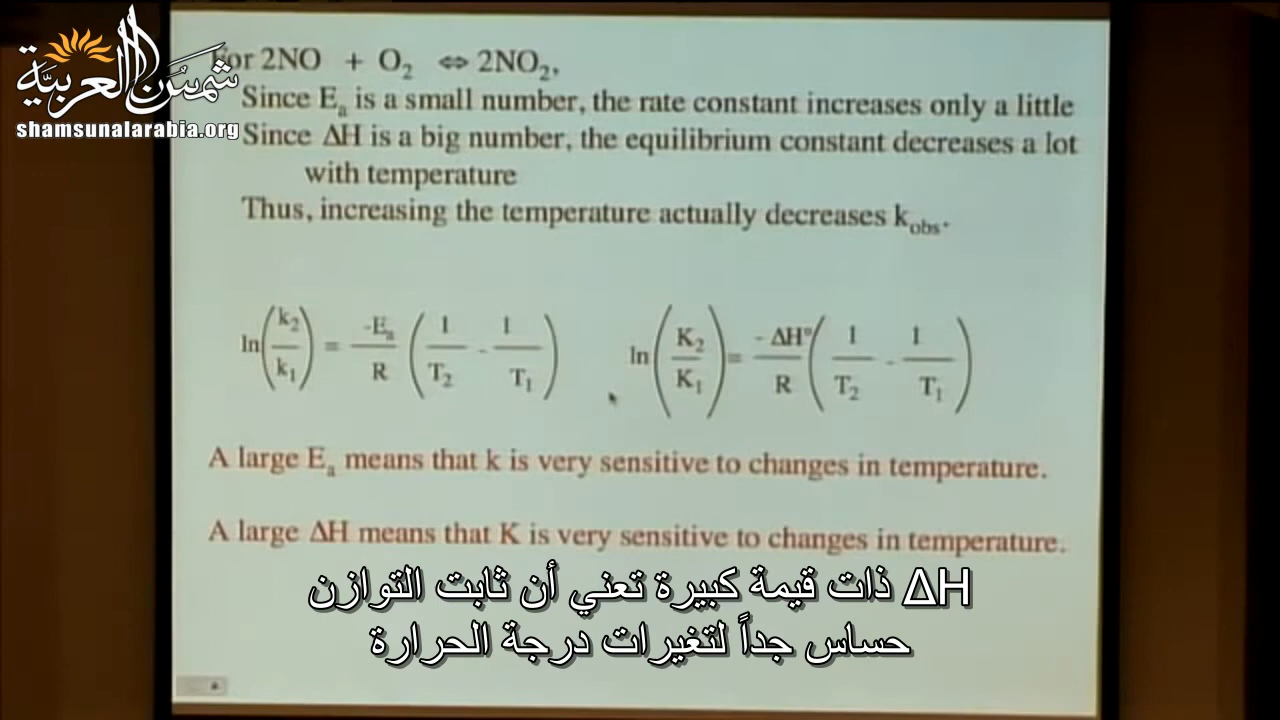 شمس العربية
shamsunalarabia.org
For 2NO + O₂ ⇔ 2NO₂,
Since Eₐ is a small number, the rate constant increases only a little
Since ΔH is a big number, the equilibrium constant decreases a lot
with temperature
Thus, increasing the temperature actually decreases k_obs.
ln(k₂/k₁) = -Eₐ/R (1/T₂ - 1/T₁)
ln(K₂/K₁) = - ΔH°/R (1/T₂ - 1/T₁)
A large Eₐ means that k is very sensitive to changes in temperature.
A large ΔH means that K is very sensitive to changes in temperature.
ΔH ذات قيمة كبيرة تعني أن ثابت التوازن
حساس جداً لتغيرات درجة الحرارة